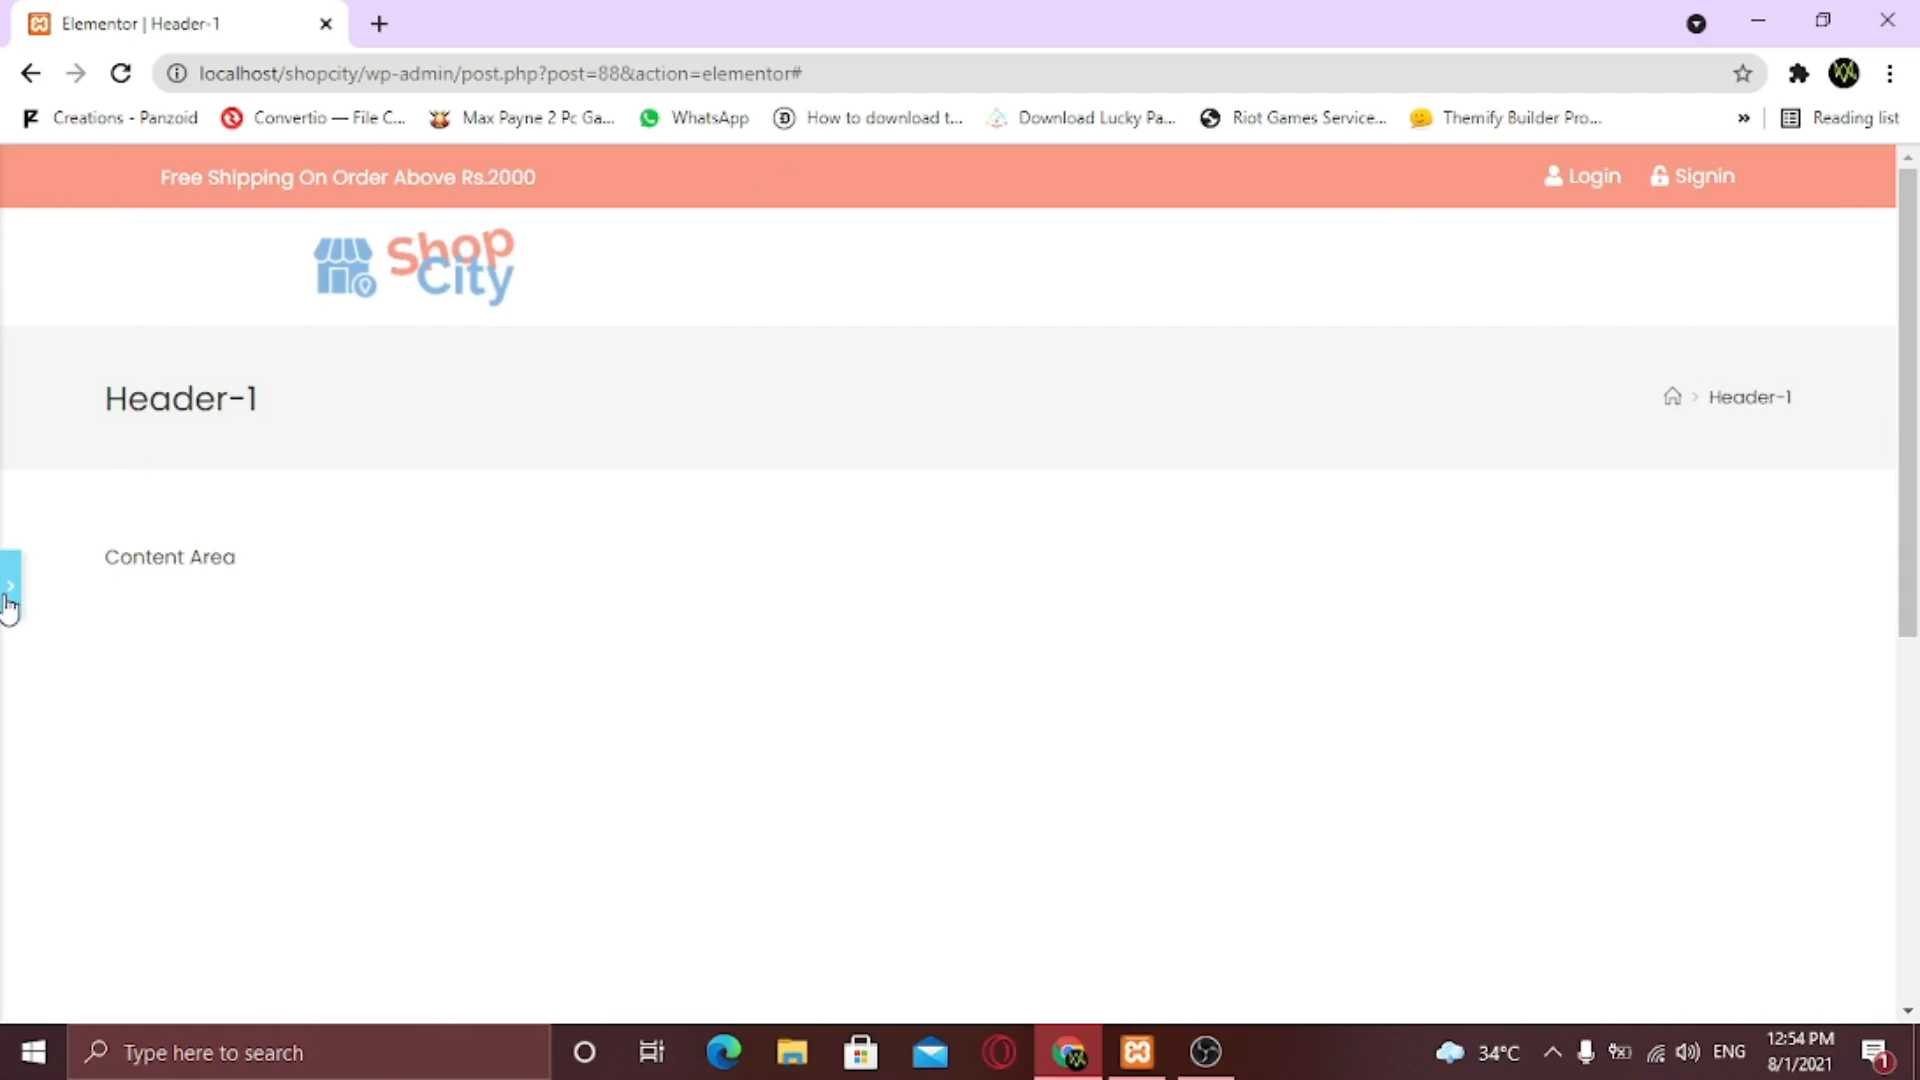 Elementor | Header-1
localhost/shopcity/wp-admin/post.php?post=88&action=elementor#
Creations - Panzoid
Convertio — File C...
Max Payne 2 Pc Ga...
WhatsApp
How to download t...
Download Lucky Pa...
Riot Games Service...
Themify Builder Pro...
»
Reading list
Free Shipping On Order Above Rs.2000
Login
Signin
Shop
City
Header-1
> Header-1
Content Area
Type here to search
34°C
ENG
12:54 PM
8/1/2021
1